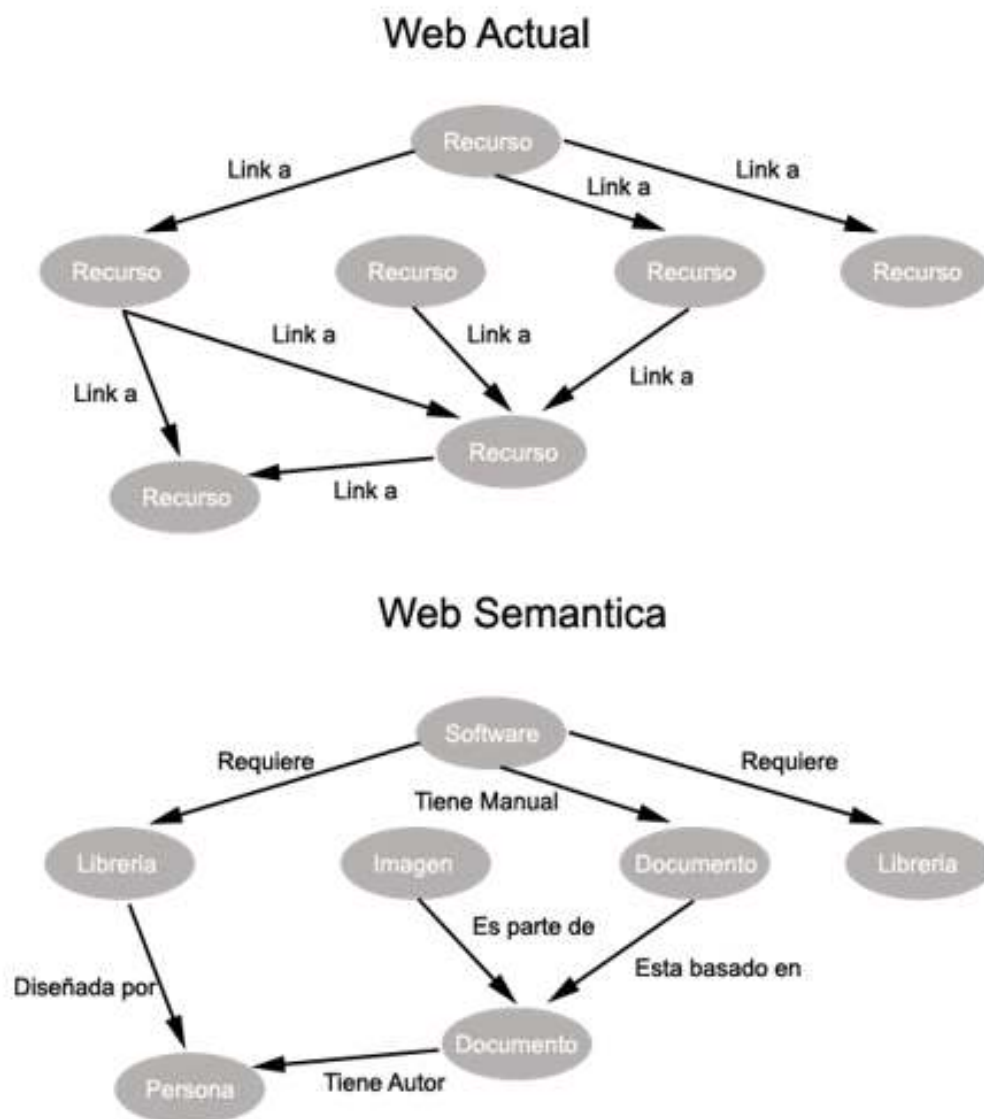 Web Actual
Recurso
Link a
Link a
Link a
Recurso
Recurso
Recurso
Recurso
Link a
Link a
Link a
Link a
Recurso
Recurso
Link a
Web Semantica
Software
Requiere
Requiere
Tiene Manual
Libreria
Imagen
Documento
Libreria
Es parte de
Esta basado en
Diseñada por
Documento
Persona
Tiene Autor